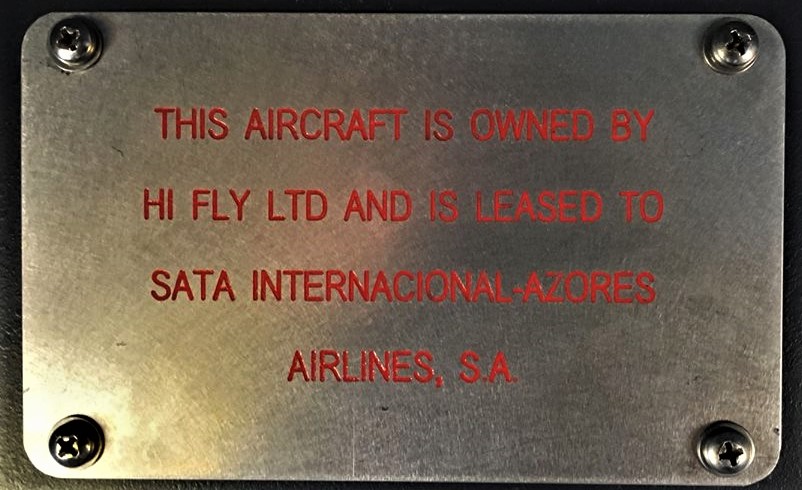 THIS AIRCRAFT IS OWNED BY
HI FLY LTD AND IS LEASED TO
SATA INTERNACIONAL-AZORES
AIRLINES, S.A.